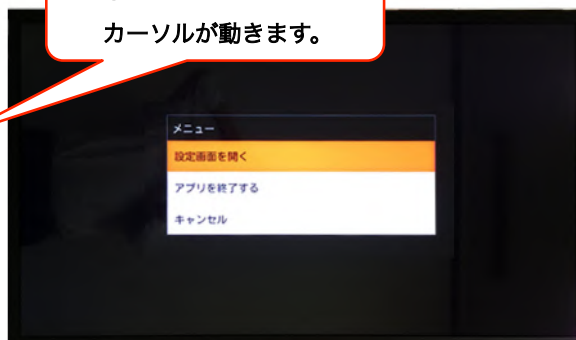 カーソルが動きます。
メニュー
設定画面を開く
アプリを終了する
キャンセル